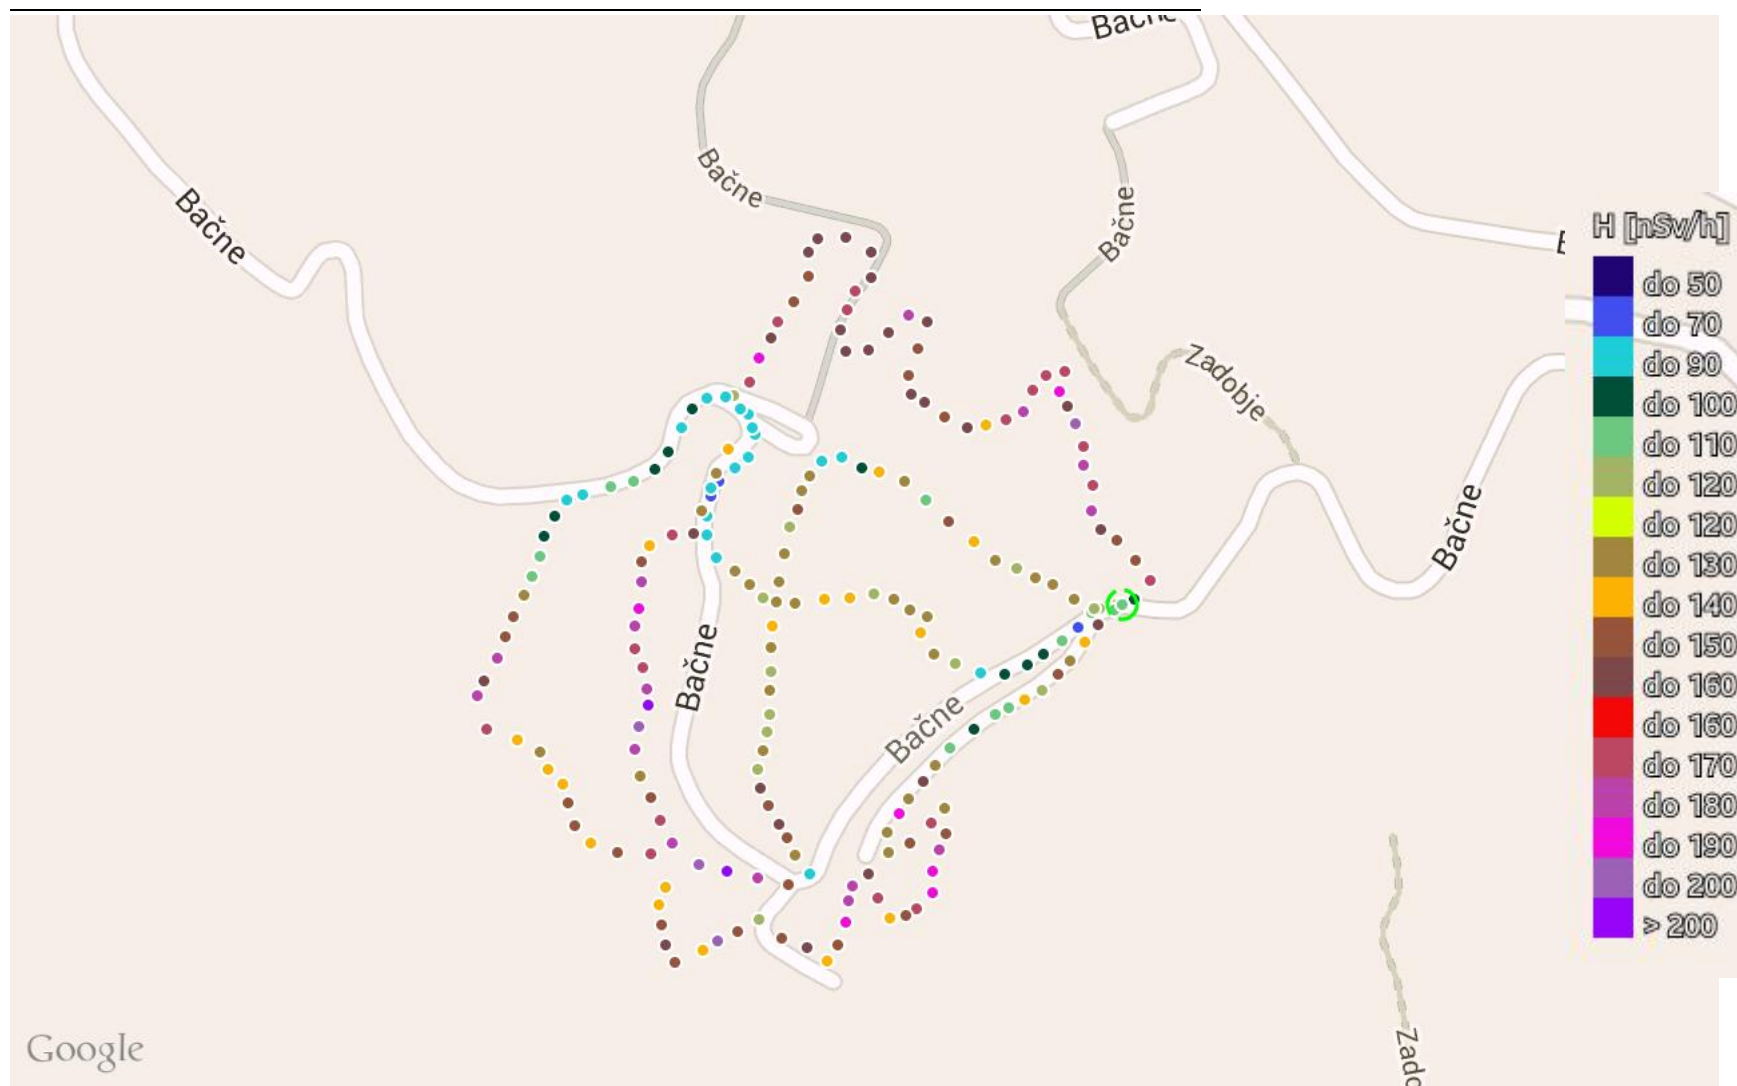 Bačne
Bačne
Bačne
Bačne
H [nSv/h]
do 50
do 70
do 90
do 100
do 110
do 120
do 120
do 130
do 140
do 150
do 160
do 160
do 170
do 180
do 190
do 200
> 200
Zadobje
Bačne
Bačne
Bačne
Google